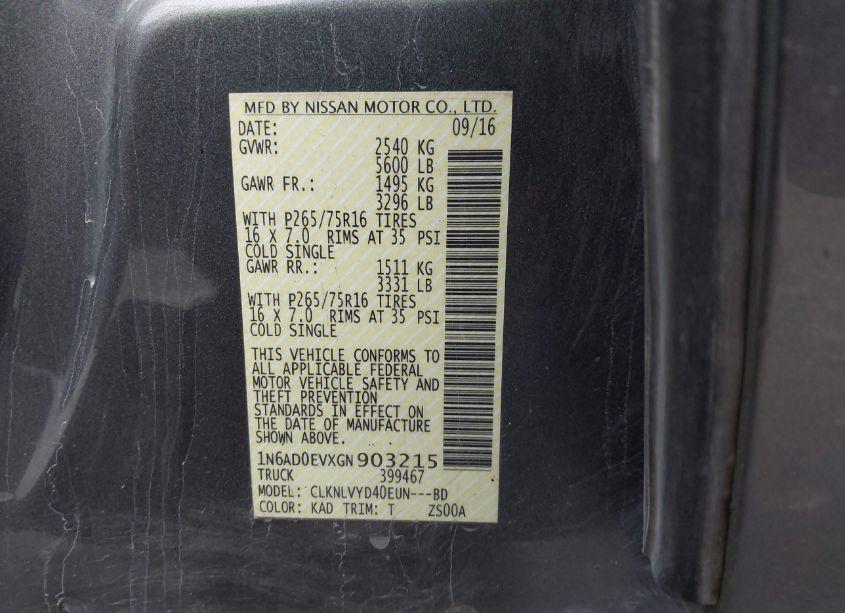 MFD BY NISSAN MOTOR CO., LTD.
DATE: 09/16
GVWR: 2540 KG
5600 LB
GAWR FR.: 1495 KG
3296 LB
WITH P265/75R16 TIRES
16 X 7.0 RIMS AT 35 PSI
COLD SINGLE
GAWR RR.: 1511 KG
3331 LB
WITH P265/75R16 TIRES
16 X 7.0 RIMS AT 35 PSI
COLD SINGLE
THIS VEHICLE CONFORMS TO
ALL APPLICABLE FEDERAL
MOTOR VEHICLE SAFETY AND
THEFT PREVENTION
STANDARDS IN EFFECT ON
THE DATE OF MANUFACTURE
SHOWN ABOVE.
1N6AD0EVXGN903215
TRUCK 399467
MODEL: CLKNLVYD40EUN---BD
COLOR: KAD TRIM: T ZS00A